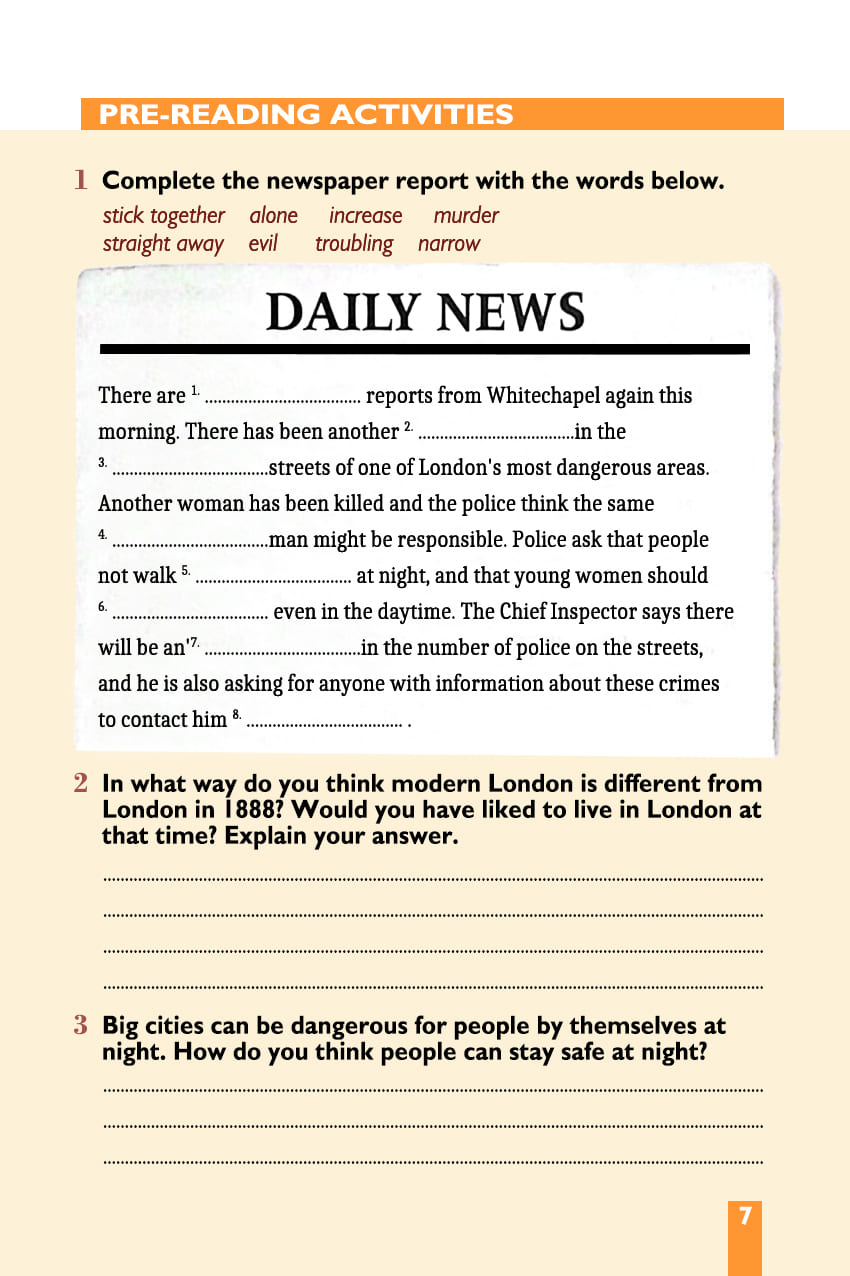 PRE-READING ACTIVITIES
1 Complete the newspaper report with the words below.
stick together alone increase murder
straight away evil troubling narrow
DAILY NEWS
There are 1. .................................... reports from Whitechapel again this
morning. There has been another 2. ....................................in the
3. ....................................streets of one of London's most dangerous areas.
Another woman has been killed and the police think the same
4. ....................................man might be responsible. Police ask that people
not walk 5. .................................... at night, and that young women should
6. .................................... even in the daytime. The Chief Inspector says there
will be an'7. ....................................in the number of police on the streets,
and he is also asking for anyone with information about these crimes
to contact him 8. .................................... .
2 In what way do you think modern London is different from
London in 1888? Would you have liked to live in London at
that time? Explain your answer.
3 Big cities can be dangerous for people by themselves at
night. How do you think people can stay safe at night?
7